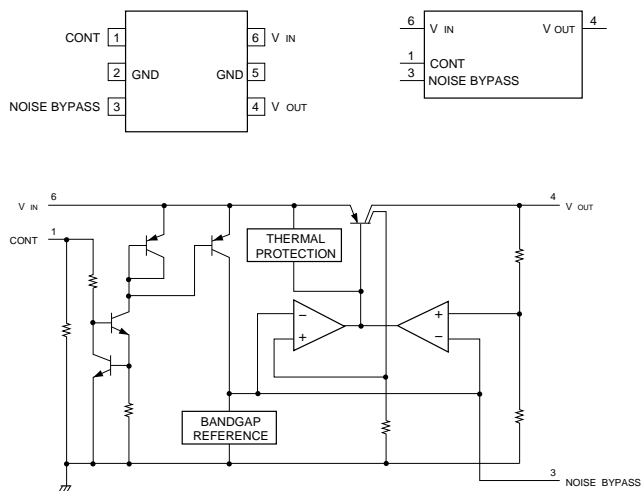 CONT 1
6 V IN
2 GND
GND 5
NOISE BYPASS 3
4 V OUT
6 V IN
V OUT 4
1 CONT
3 NOISE BYPASS
V IN 6
4 V OUT
CONT 1
THERMAL
PROTECTION
−
+
+
−
BANDGAP
REFERENCE
3
NOISE BYPASS